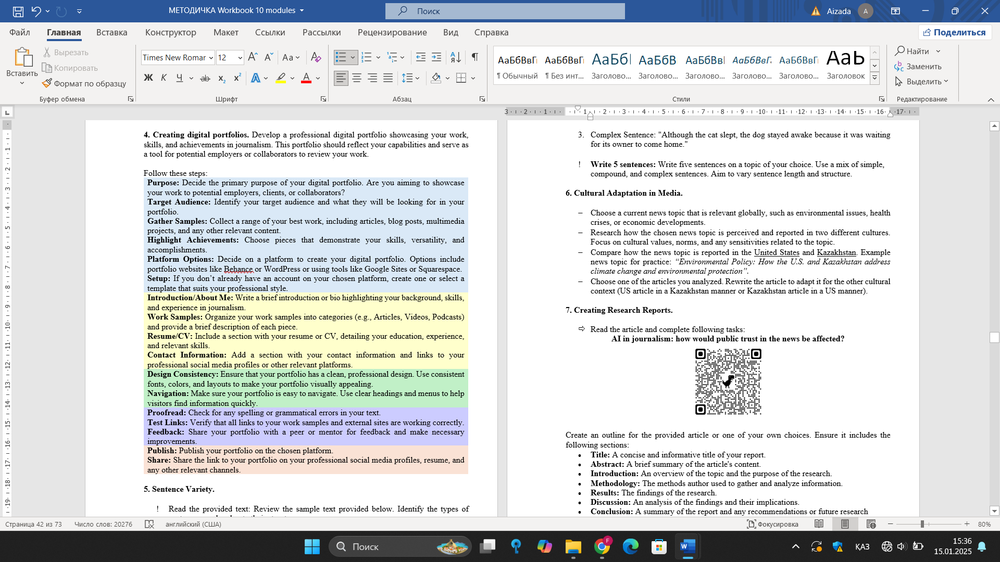 МЕТОДИЧКА Workbook 10 modules
Поиск
Aizada
A
Файл
Главная
Вставка
Конструктор
Макет
Ссылки
Рассылки
Рецензирование
Вид
Справка
Поделиться
Вставить
Вырезать
Копировать
Формат по образцу
Буфер обмена
Times New Romar
12
Шрифт
Абзац
АаБбВвГг
АаБбВвГг
АаБбІ
АаБбВ
АаБбВвІ
АаБбВвГг
АаБбВвГг
АаЬ
¶ Обычный
¶ Без инт...
Заголово...
Заголово...
Заголово...
Заголово...
Заголово...
Заголовок
Стили
Найти
Заменить
Выделить
Редактирование
4. Creating digital portfolios. Develop a professional digital portfolio showcasing your work,
skills, and achievements in journalism. This portfolio should reflect your capabilities and serve as
a tool for potential employers or collaborators to review your work.
Follow these steps:
Purpose: Decide the primary purpose of your digital portfolio. Are you aiming to showcase
your work to potential employers, clients, or collaborators?
Target Audience: Identify your target audience and what they will be looking for in your
portfolio.
Gather Samples: Collect a range of your best work, including articles, blog posts, multimedia
projects, and any other relevant content.
Highlight Achievements: Choose pieces that demonstrate your skills, versatility, and
accomplishments.
Platform Options: Decide on a platform to create your digital portfolio. Options include
portfolio websites like Behance or WordPress or using tools like Google Sites or Squarespace.
Setup: If you don’t already have an account on your chosen platform, create one or select a
template that suits your professional style.
Introduction/About Me: Write a brief introduction or bio highlighting your background, skills,
and experience in journalism.
Work Samples: Organize your work samples into categories (e.g., Articles, Videos, Podcasts)
and provide a brief description of each piece.
Resume/CV: Include a section with your resume or CV, detailing your education, experience,
and relevant skills.
Contact Information: Add a section with your contact information and links to your
professional social media profiles or other relevant platforms.
Design Consistency: Ensure that your portfolio has a clean, professional design. Use consistent
fonts, colors, and layouts to make your portfolio visually appealing.
Navigation: Make sure your portfolio is easy to navigate. Use clear headings and menus to help
visitors find information quickly.
Proofread: Check for any spelling or grammatical errors in your text.
Test Links: Verify that all links to your work samples and external sites are working correctly.
Feedback: Share your portfolio with a peer or mentor for feedback and make necessary
improvements.
Publish: Publish your portfolio on the chosen platform.
Share: Share the link to your portfolio on your professional social media profiles, resume, and
any other relevant channels.
5. Sentence Variety.
! Read the provided text: Review the sample text provided below. Identify the types of
3. Complex Sentence: "Although the cat slept, the dog stayed awake because it was waiting
for its owner to come home."
! Write 5 sentences: Write five sentences on a topic of your choice. Use a mix of simple,
compound, and complex sentences. Aim to vary sentence length and structure.
6. Cultural Adaptation in Media.
– Choose a current news topic that is relevant globally, such as environmental issues, health
crises, or economic developments.
– Research how the chosen news topic is perceived and reported in two different cultures.
Focus on cultural values, norms, and any sensitivities related to the topic.
– Compare how the news topic is reported in the United States and Kazakhstan. Example
news topic for practice: “Environmental Policy: How the U.S. and Kazakhstan address
climate change and environmental protection”.
– Choose one of the articles you analyzed. Rewrite the article to adapt it for the other cultural
context (US article in a Kazakhstan manner or Kazakhstan article in a US manner).
7. Creating Research Reports.
⇨ Read the article and complete following tasks:
AI in journalism: how would public trust in the news be affected?
Create an outline for the provided article or one of your own choices. Ensure it includes the
following sections:
• Title: A concise and informative title of your report.
• Abstract: A brief summary of the article's content.
• Introduction: An overview of the topic and the purpose of the research.
• Methodology: The methods author used to gather and analyze information.
• Results: The findings of the research.
• Discussion: An analysis of the findings and their implications.
• Conclusion: A summary of the report and any recommendations or future research
Страница 42 из 73
Число слов: 20276
английский (США)
Фокусировка
80%
Поиск
ҚАЗ
15:36
15.01.2025